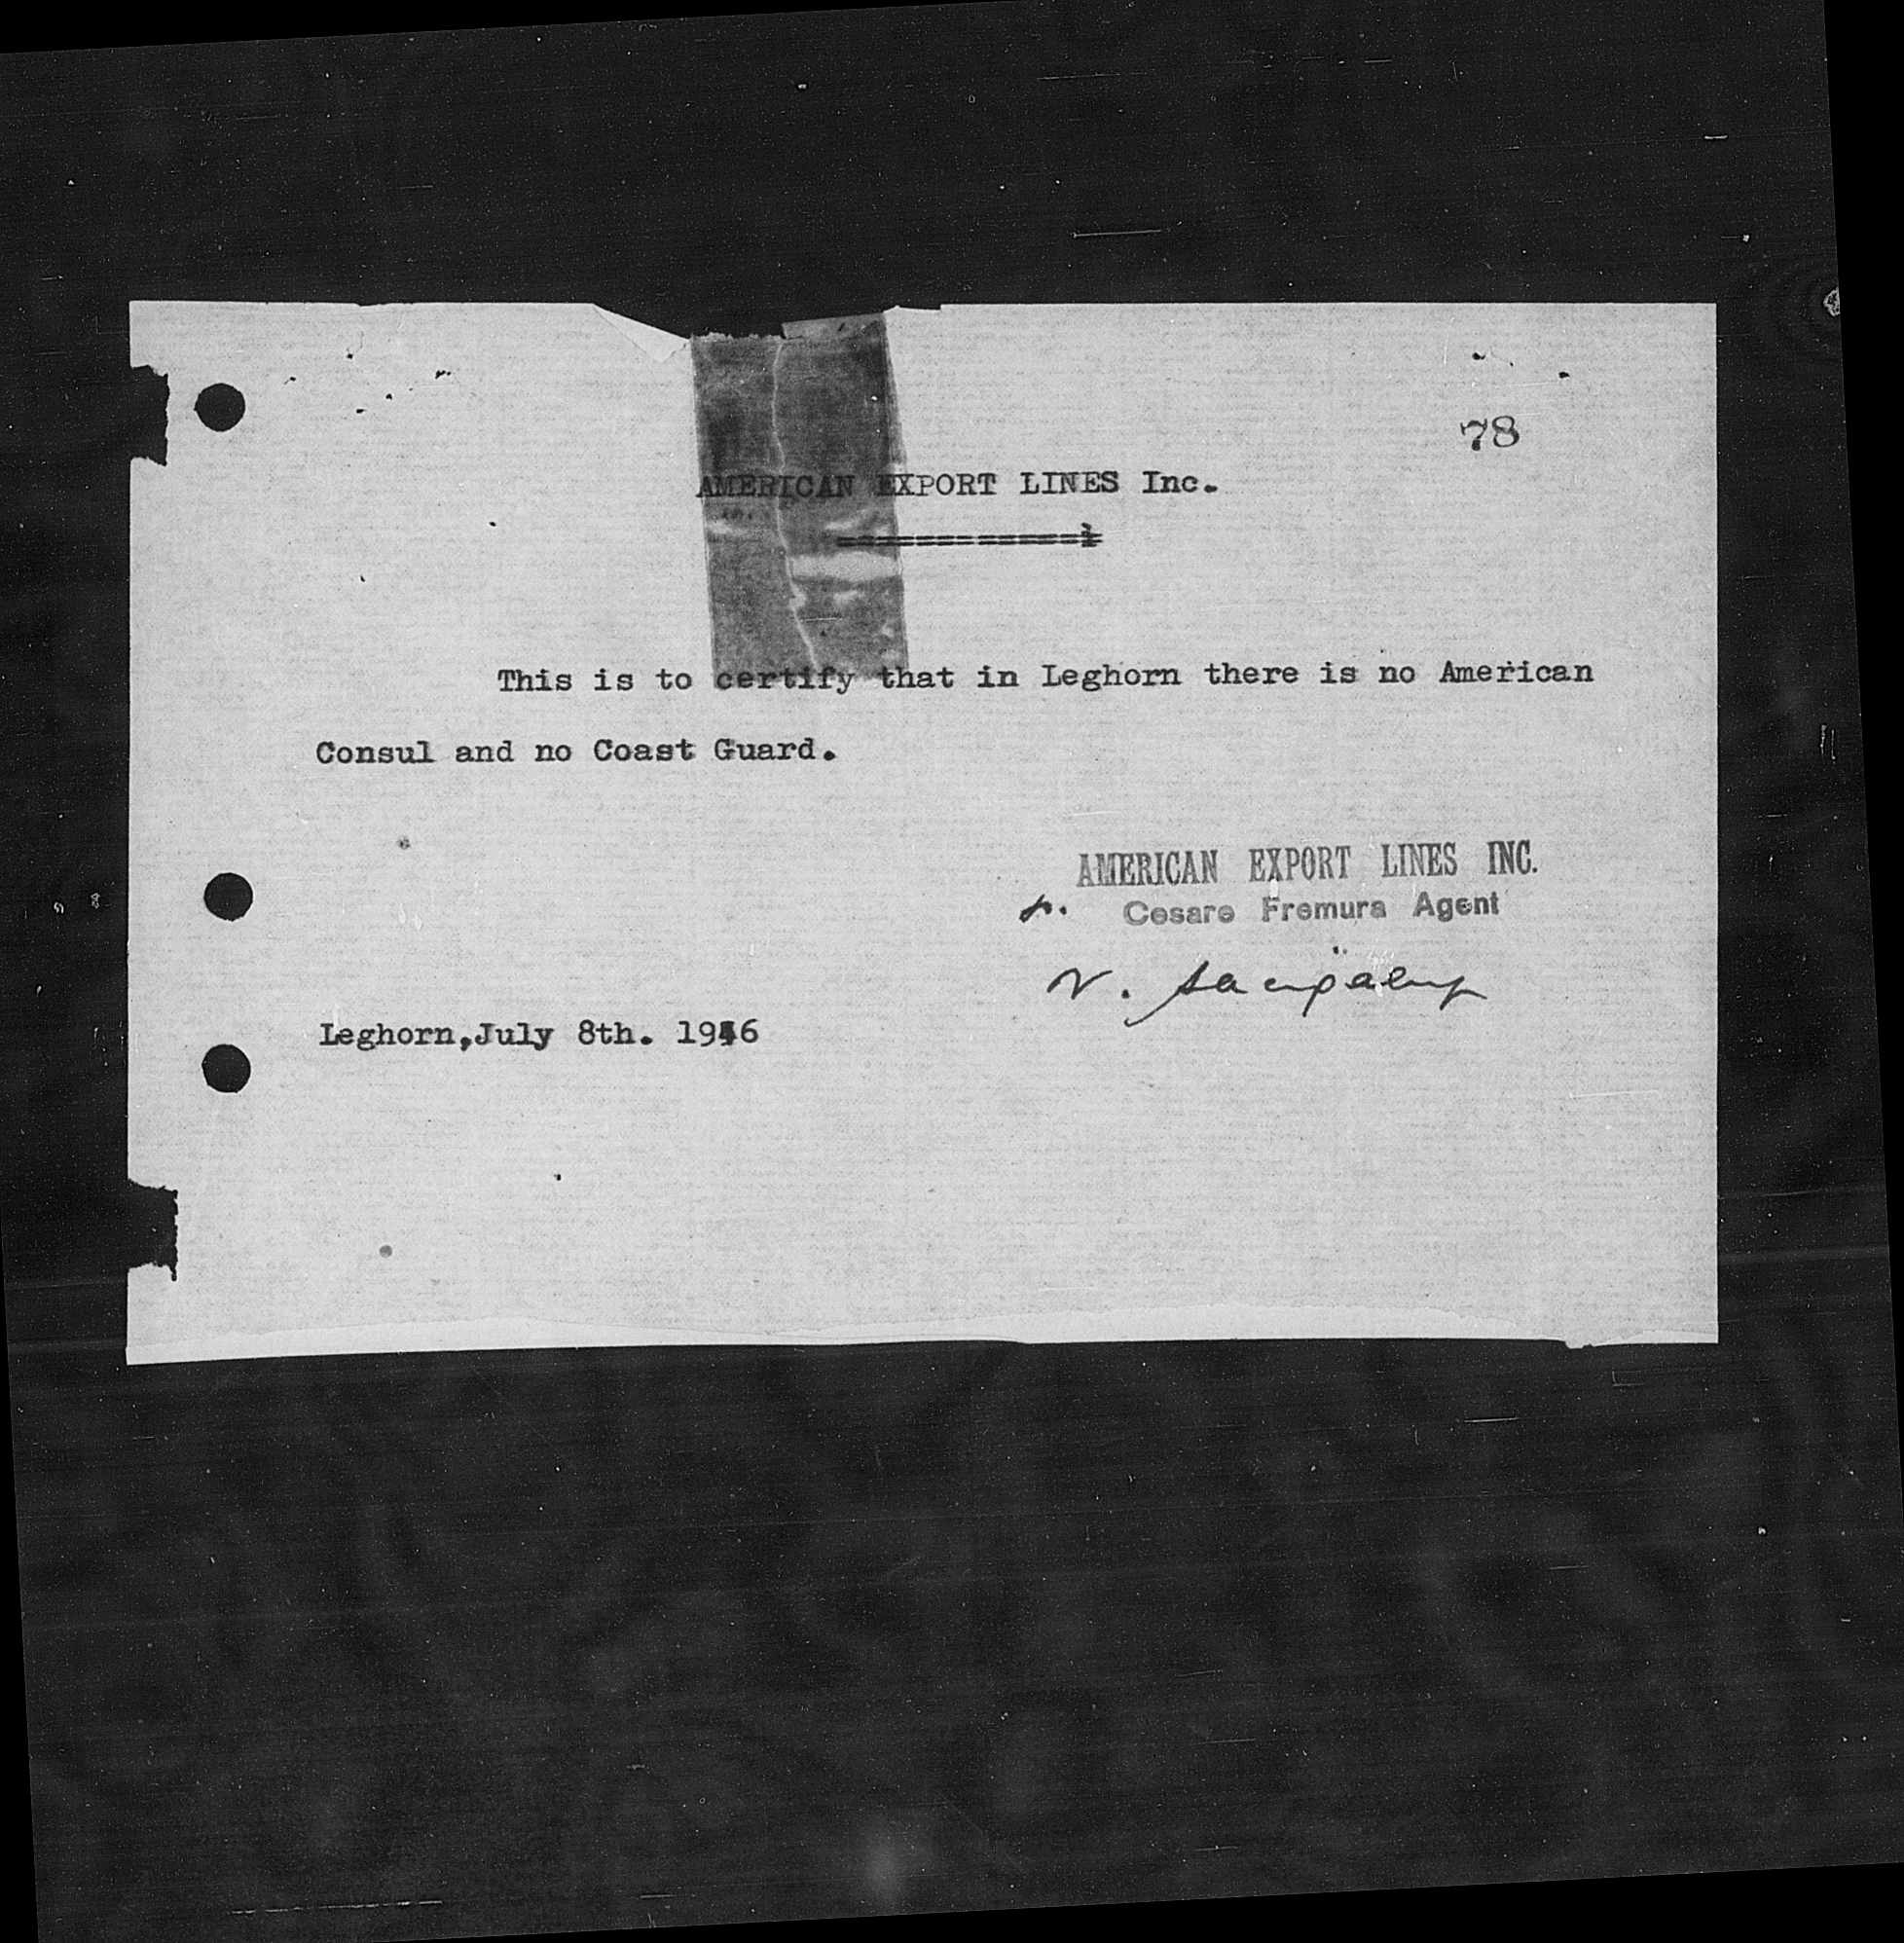 78
AMERICAN EXPORT LINES Inc.
This is to certify that in Leghorn there is no American
Consul and no Coast Guard.
AMERICAN EXPORT LINES INC.
p. Cesare Fremura Agent
Leghorn,July 8th. 1946